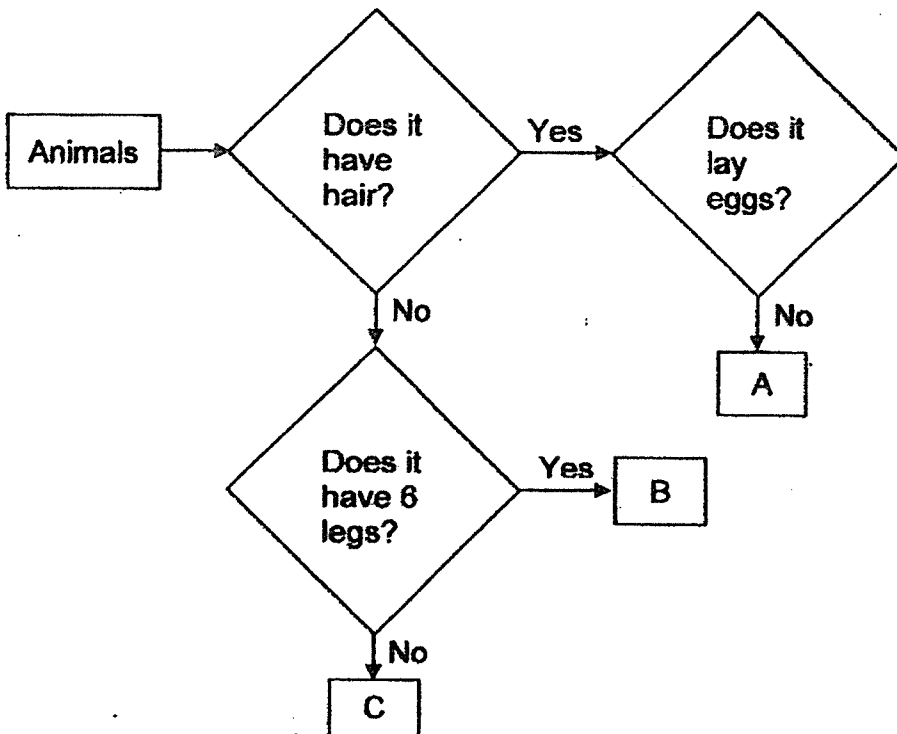 Animals
Does it
have
hair?
Yes
Does it
lay
eggs?
No
No
A
Does it
have 6
legs?
Yes
B
No
C